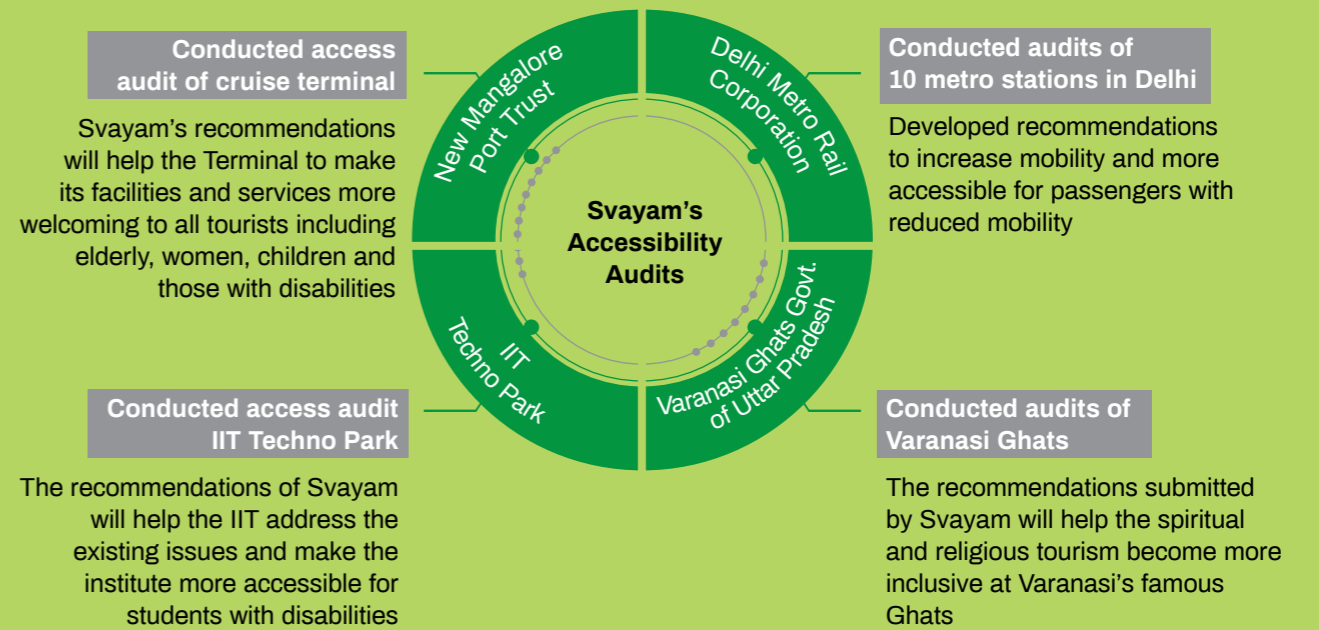 Conducted access
audit of cruise terminal
Svayam's recommendations
will help the Terminal to make
its facilities and services more
welcoming to all tourists including
elderly, women, children and
those with disabilities
New Mangalore
Port Trust
Delhi Metro Rail
Corporation
Conducted audits of
10 metro stations in Delhi
Developed recommendations
to increase mobility and more
accessible for passengers with
reduced mobility
Svayam's
Accessibility
Audits
Conducted access audit
IIT Techno Park
The recommendations of Svayam
will help the IIT address the
existing issues and make the
institute more accessible for
students with disabilities
IIT
Techno Park
Varanasi Ghats Govt.
of Uttar Pradesh
Conducted audits of
Varanasi Ghats
The recommendations submitted
by Svayam will help the spiritual
and religious tourism become more
inclusive at Varanasi's famous
Ghats